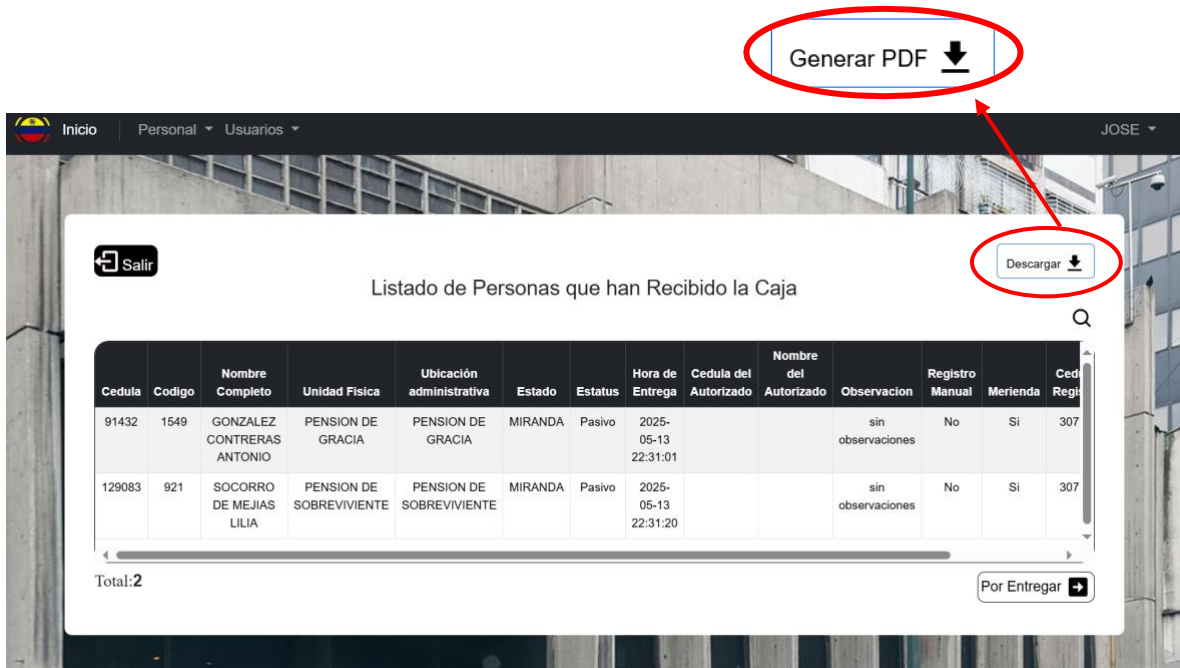 Generar PDF
Inicio Personal Usuarios JOSE
Salir
Descargar
Listado de Personas que han Recibido la Caja
Cedula Codigo Nombre Completo Unidad Fisica Ubicación administrativa Estado Estatus Hora de Entrega Cedula del Autorizado Nombre del Autorizado Observacion Registro Manual Merienda
91432 1549 GONZALEZ CONTRERAS ANTONIO PENSION DE GRACIA PENSION DE GRACIA MIRANDA Pasivo 2025-05-13 22:31:01 sin observaciones No Si 307
129083 921 SOCORRO DE MEJIAS LILIA PENSION DE SOBREVIVIENTE PENSION DE SOBREVIVIENTE MIRANDA Pasivo 2025-05-13 22:31:20 sin observaciones No Si 307
Total:2
Por Entregar